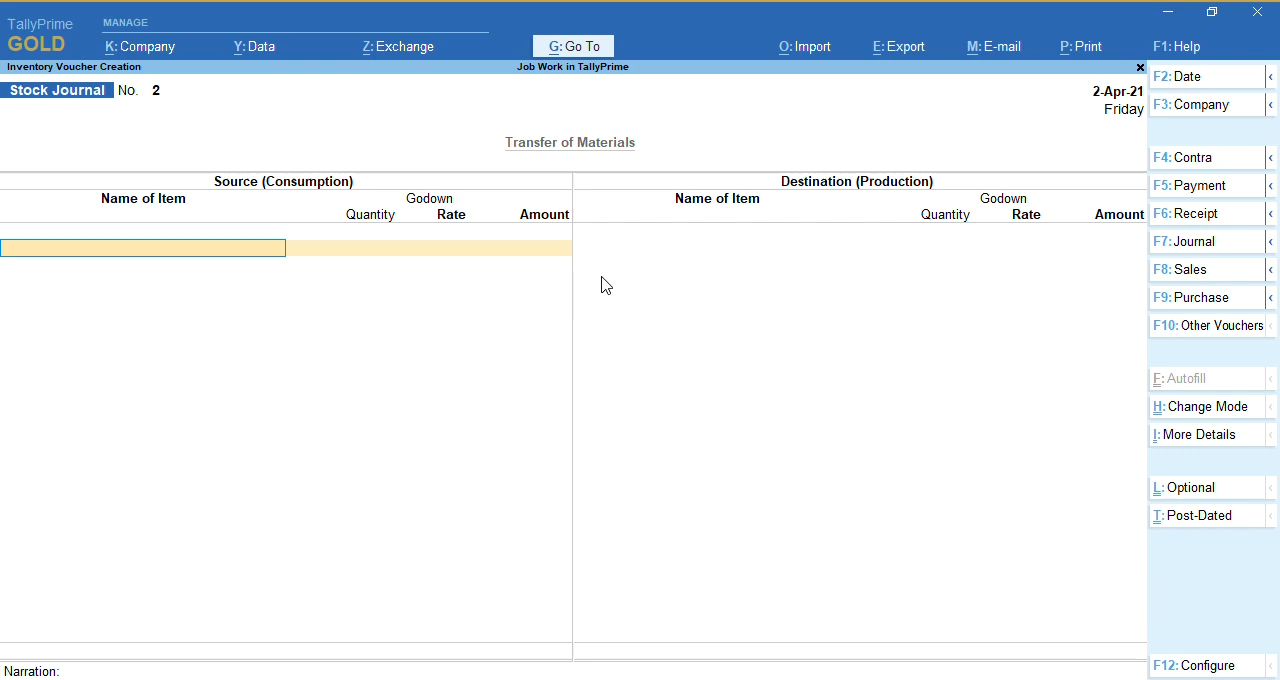 TallyPrime
GOLD
MANAGE
K: Company Y: Data Z: Exchange G: Go To O: Import E: Export M: E-mail P: Print F1: Help
Inventory Voucher Creation Job Work in TallyPrime
Stock Journal No. 2 2-Apr-21
Friday
Transfer of Materials
Source (Consumption) Destination (Production)
Name of Item Godown Name of Item Godown
Quantity Rate Amount Quantity Rate Amount
Narration:
F2: Date
F3: Company
F4: Contra
F5: Payment
F6: Receipt
F7: Journal
F8: Sales
F9: Purchase
F10: Other Vouchers
F: Autofill
H: Change Mode
I: More Details
L: Optional
T: Post-Dated
F12: Configure